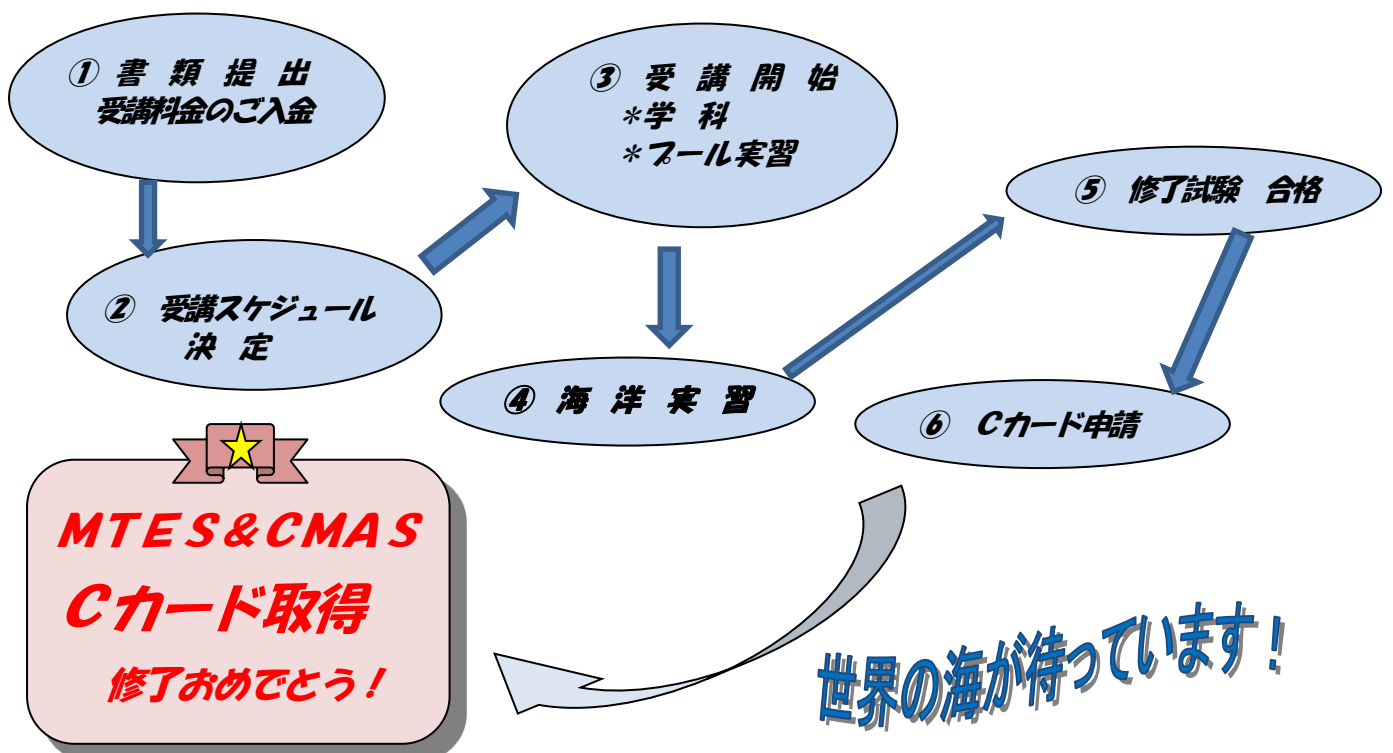 ① 書 類 提 出
受講料金のご入金
② 受講スケジュール
決 定
③ 受 講 開 始
＊学 科
＊プール実習
④ 海 洋 実 習
⑤ 修了試験 合格
⑥ Cカード申請
MTES&CMAS
Cカード取得
修了おめでとう！
世界の海が待っています！